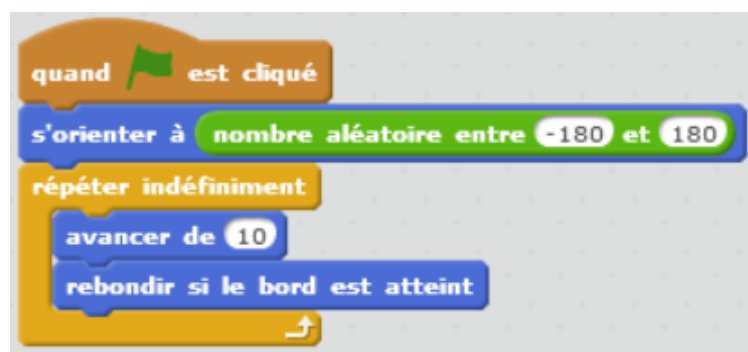 quand est cliqué
s'orienter à nombre aléatoire entre -180 et 180
répéter indéfiniment
avancer de 10
rebondir si le bord est atteint